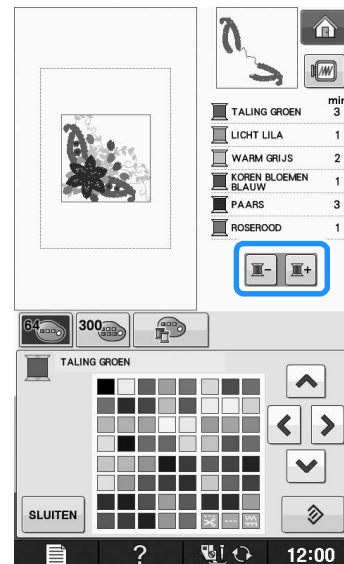 min
TALING GROEN 3
LICHT LILA 1
WARM GRIJS 2
KOREN BLOEMEN
BLAUW 1
PAARS 3
ROSEROOD 1
- +
64 300
TALING GROEN
SLUITEN
? 12:00